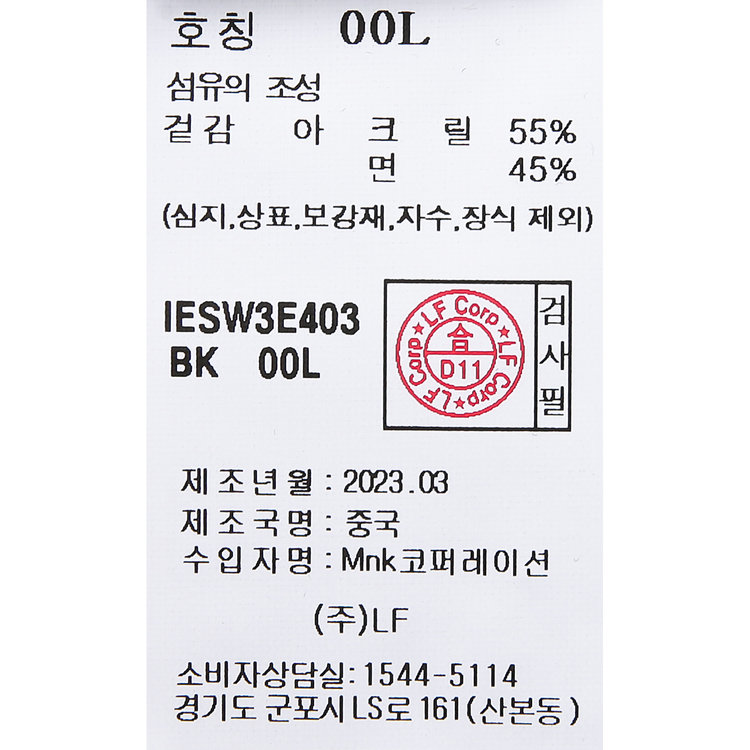 호칭 00L
섬유의 조성
겉감 아크릴 55%
면 45%
(심지,상표,보강재,자수,장식 제외)
IESW3E403
BK 00L
LF Corp★LF Corp★LF Corp★
合
D11
검사필
제조년월 : 2023.03
제조국명 : 중국
수입자명 : Mnk코퍼레이션
(주)LF
소비자상담실: 1544-5114
경기도 군포시 LS로 161(산본동)